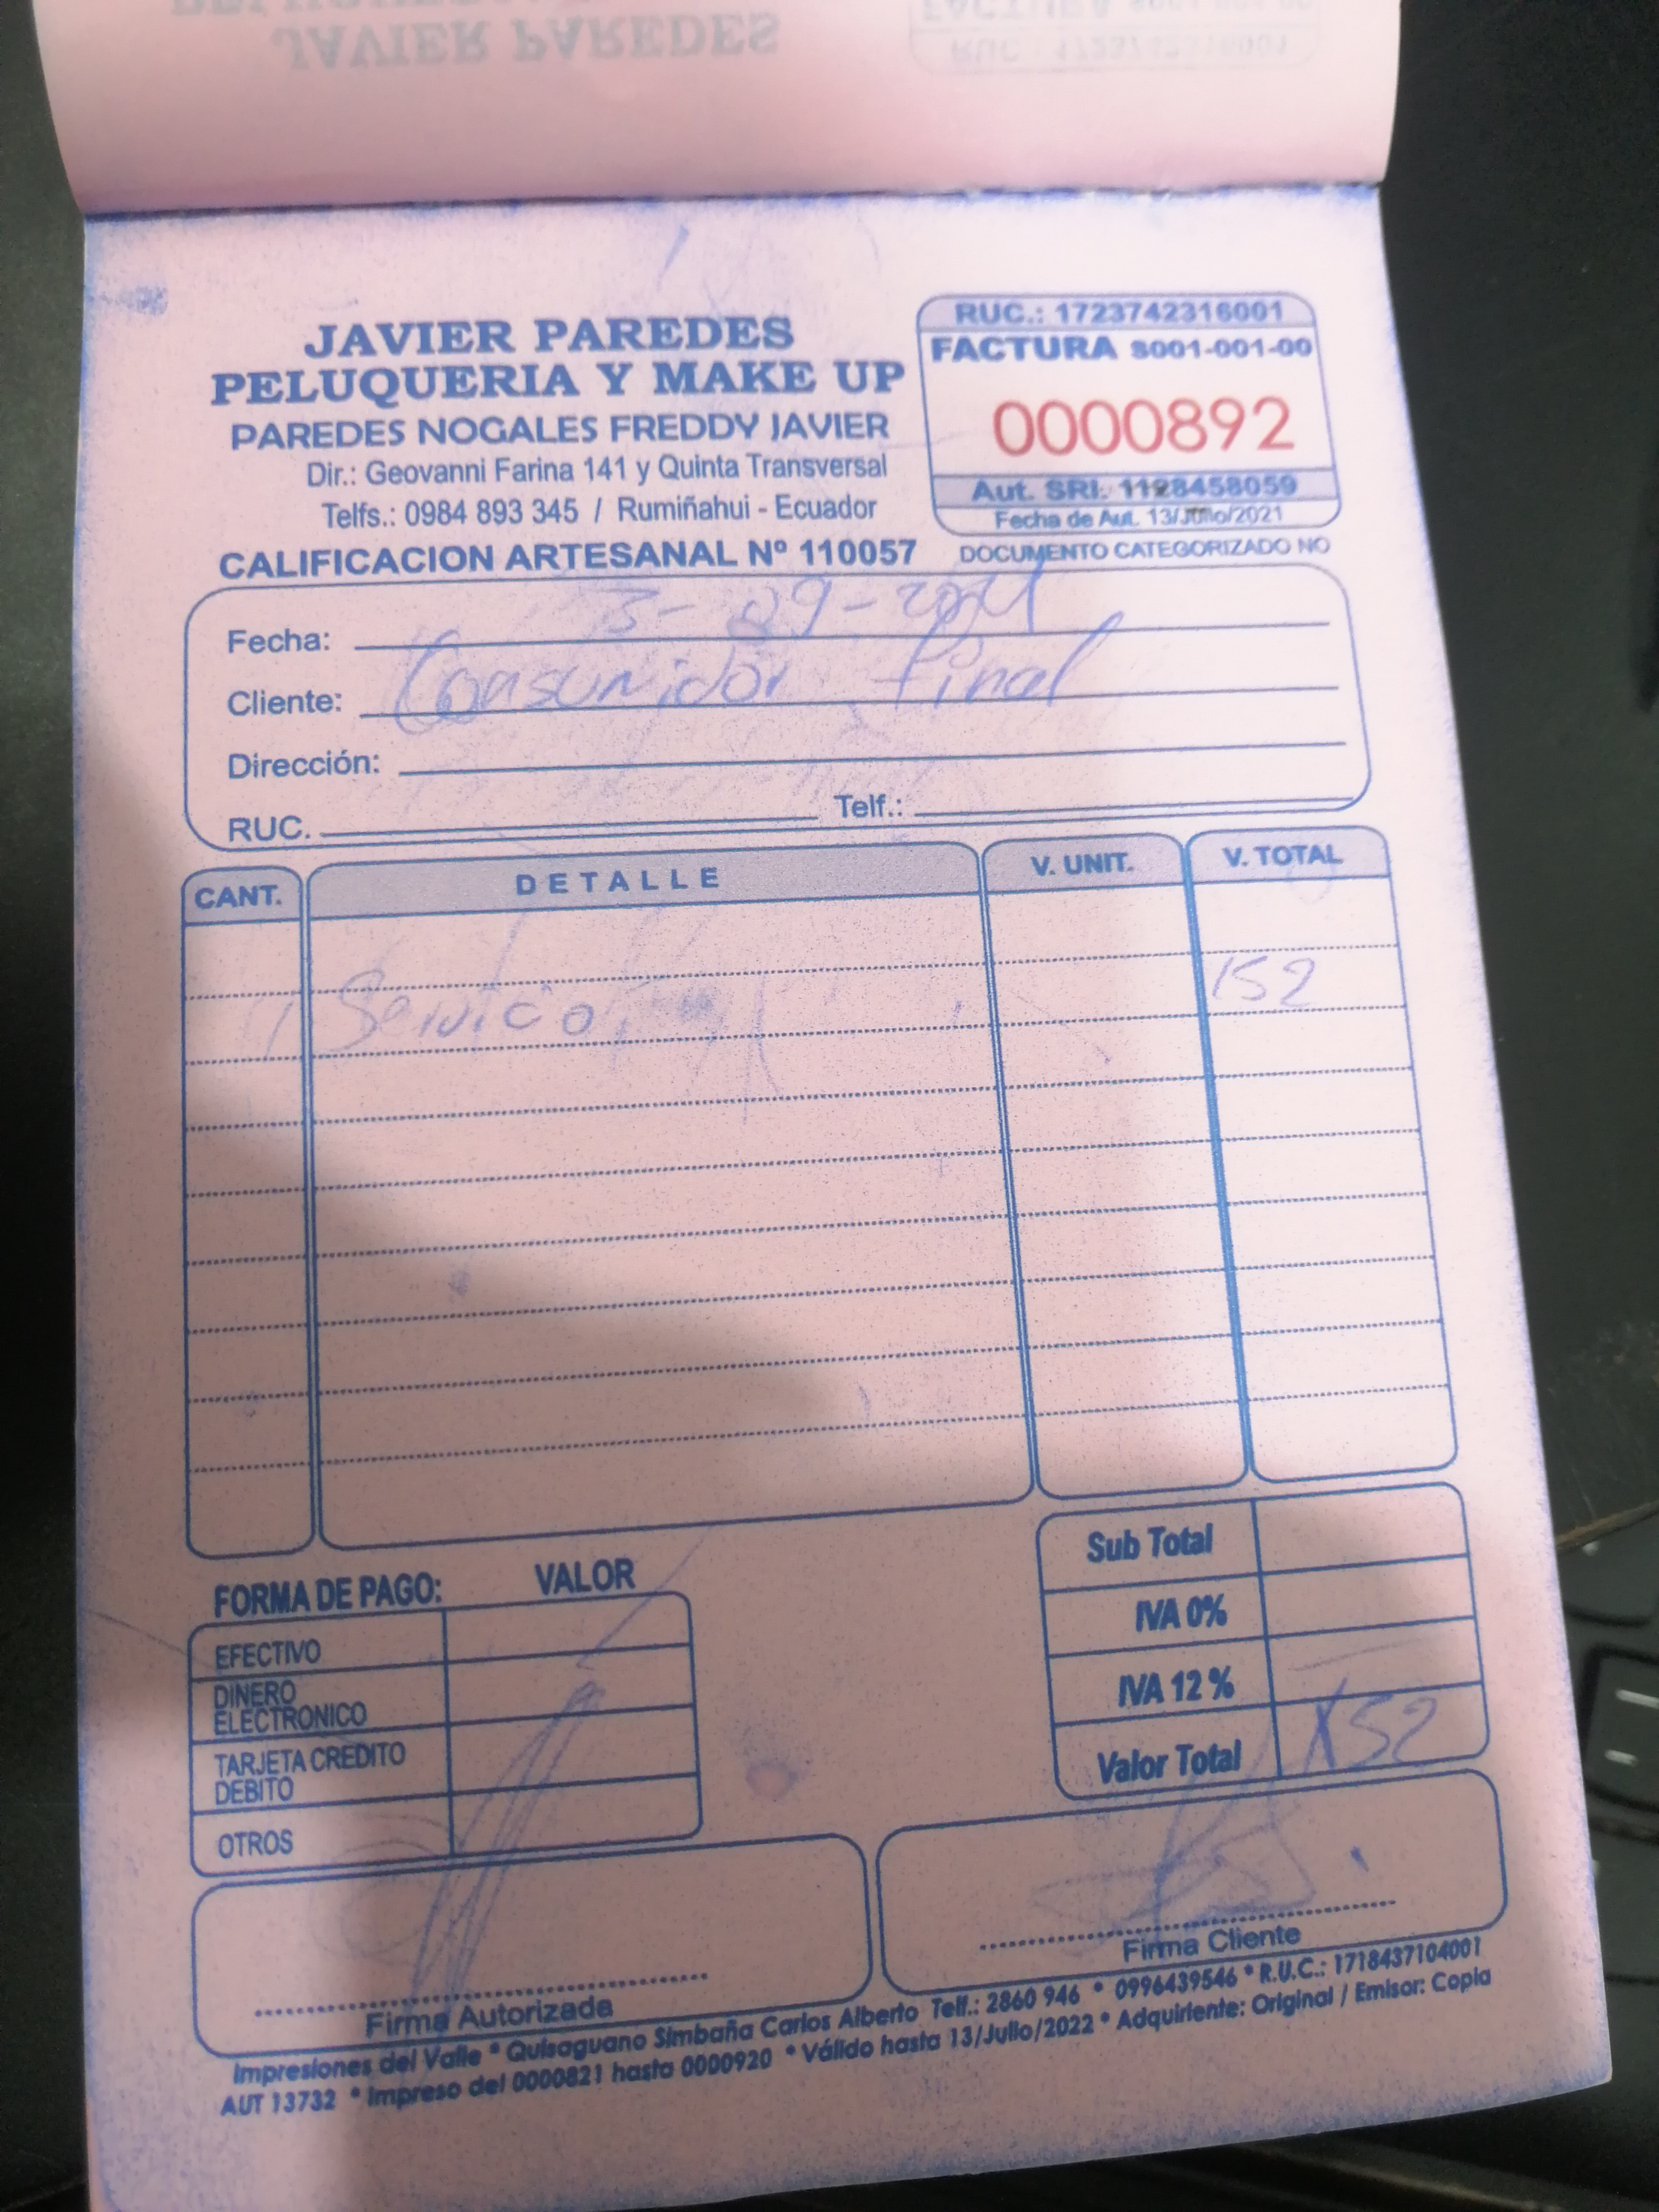 JAVIER PAREDES
PELUQUERIA Y MAKE UP
PAREDES NOGALES FREDDY JAVIER
Dir.: Geovanni Farina 141 y Quinta Transversal
Telfs.: 0984 893 345 / Rumiñahui - Ecuador
CALIFICACION ARTESANAL Nº 110057
RUC.: 1723742316001
FACTURA S001-001-00
0000892
Aut. SRI. 1128458059
Fecha de Aut. 13/Julio/2021
DOCUMENTO CATEGORIZADO NO
Fecha: 3-09-2021
Cliente: Consumidor final
Dirección:
RUC. Telf.:
CANT. DETALLE V. UNIT. V. TOTAL
1 Servicio 152
FORMA DE PAGO: VALOR
EFECTIVO
DINERO
ELECTRONICO
TARJETA CREDITO
DEBITO
OTROS
Sub Total
IVA 0%
IVA 12 %
Valor Total 152
Firma Autorizada
Firma Cliente
Impresiones del Valle * Quisaguano Simbaña Carlos Alberto Telf.: 2860 946 * 0996439546 * R.U.C.: 1718437104001
AUT 13732 * Impreso del 0000821 hasta 0000920 * Válido hasta 13/Julio/2022 * Adquiriente: Original / Emisor: Copia